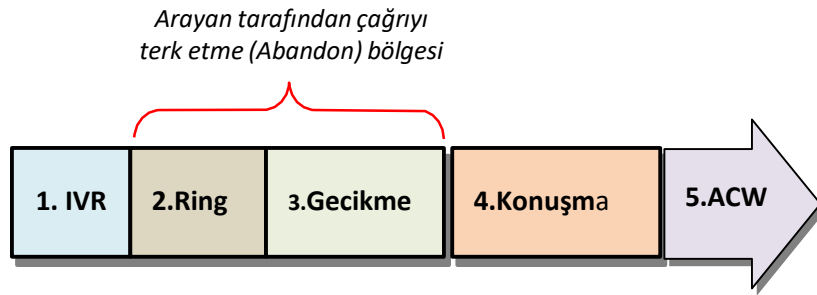 Arayan tarafından çağrıyı
terk etme (Abandon) bölgesi
1. IVR
2.Ring
3.Gecikme
4.Konuşma
5.ACW